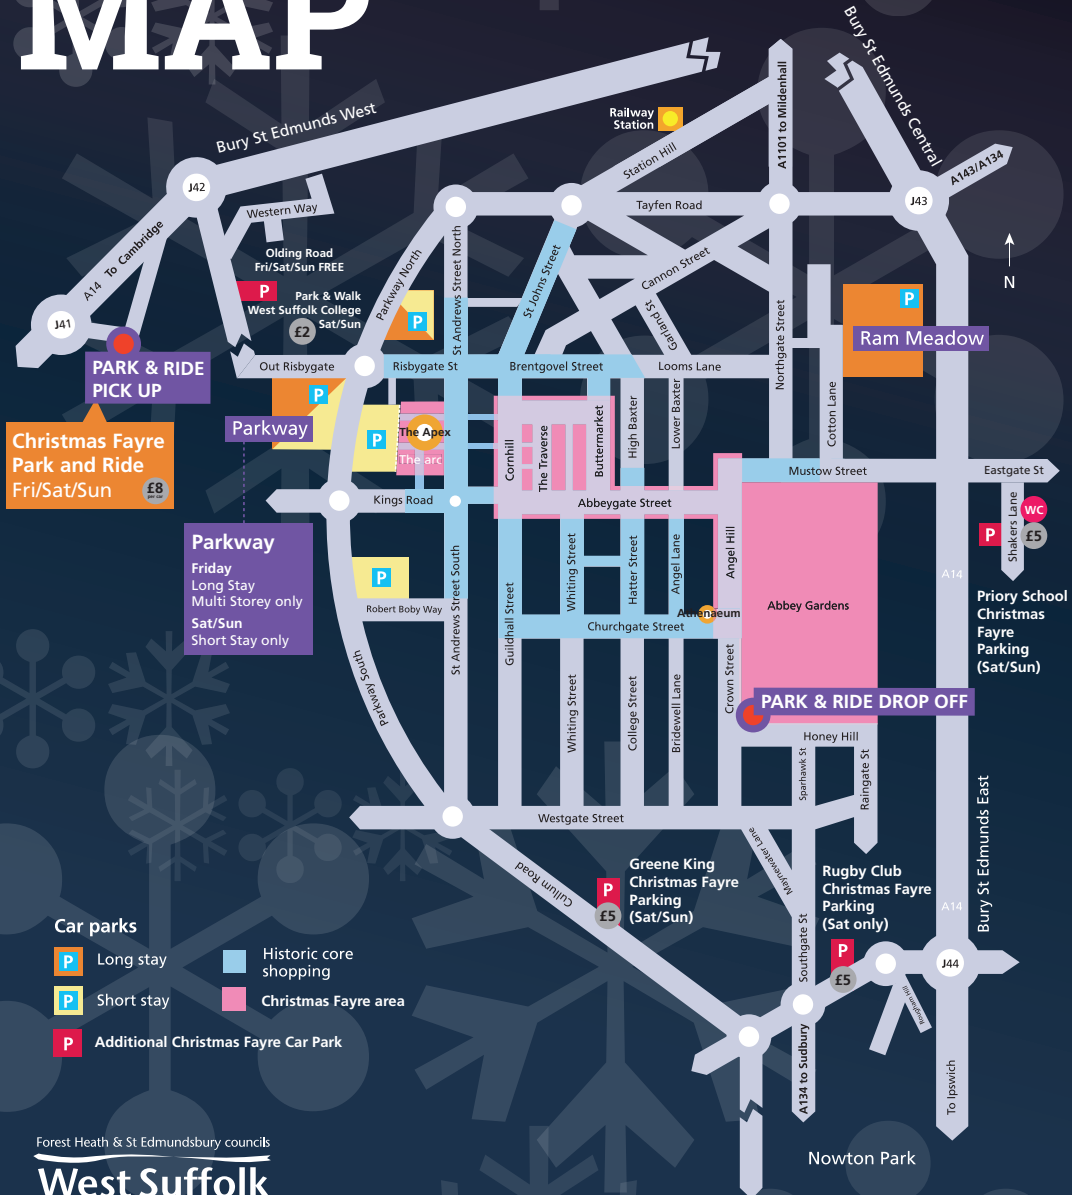 MAP
Bury St Edmunds West
Bury St Edmunds Central
Railway
Station
Station Hill
A1101 to Mildenhall
A143/A134
J42
J43
Western Way
Tayfen Road
To Cambridge
A14
Olding Road
Fri/Sat/Sun FREE
P
Park & Walk
West Suffolk College
Sat/Sun
£2
Parkway North
St Andrews Street North
St Johns Street
Cannon Street
Garland St
Northgate Street
N
P
P
Ram Meadow
J41
PARK & RIDE
PICK UP
Out Risbygate
Risbygate St
Brentgovel Street
Looms Lane
Christmas Fayre
Park and Ride
Fri/Sat/Sun
£8
per car
P
Parkway
P
The Apex
The arc
Cornhill
The Traverse
Buttermarket
High Baxter
Lower Baxter
Cotton Lane
Mustow Street
Eastgate St
Kings Road
Abbeygate Street
Shakers Lane
WC
P
£5
Parkway
Friday
Long Stay
Multi Storey only
Sat/Sun
Short Stay only
P
Robert Boby Way
St Andrews Street South
Guildhall Street
Whiting Street
Hatter Street
Angel Lane
Angel Hill
Athenaeum
Churchgate Street
Abbey Gardens
A14
Priory School
Christmas
Fayre
Parking
(Sat/Sun)
Parkway South
Whiting Street
College Street
Bridewell Lane
Crown Street
PARK & RIDE DROP OFF
Honey Hill
Sparhawk St
Raingate St
Westgate Street
Cullum Road
Maynewater Lane
Greene King
Christmas Fayre
Parking
(Sat/Sun)
P
£5
Rugby Club
Christmas Fayre
Parking
(Sat only)
P
£5
Southgate St
Bury St Edmunds East
A14
J44
Rougham Hill
A134 to Sudbury
To Ipswich
Nowton Park
Car parks
P
Long stay
Historic core
shopping
P
Short stay
Christmas Fayre area
P
Additional Christmas Fayre Car Park
Forest Heath & St Edmundsbury councils
West Suffolk